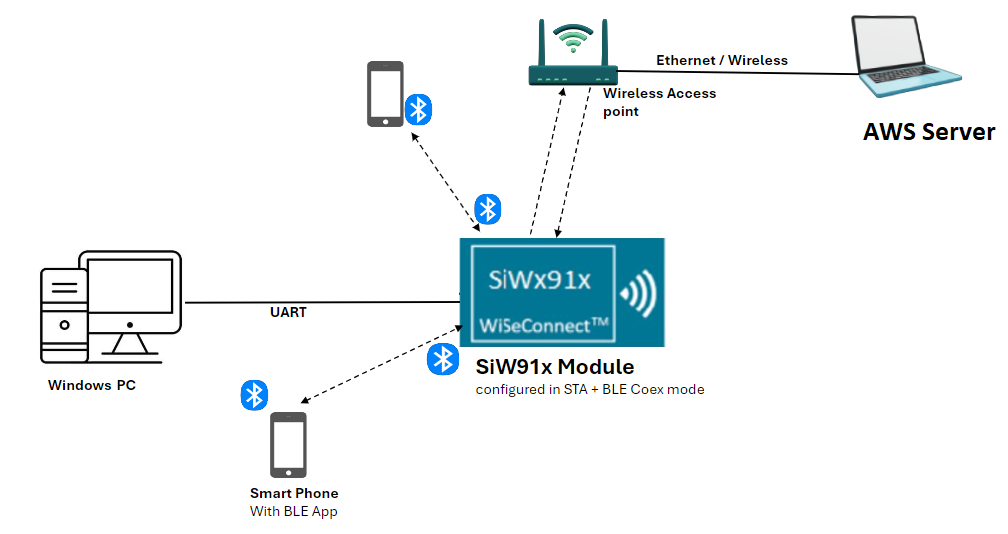 Ethernet / Wireless
Wireless Access
point
AWS Server
SiWx91x
WiSeConnect™
UART
SiW91x Module
configured in STA + BLE Coex mode
Windows PC
Smart Phone
With BLE App